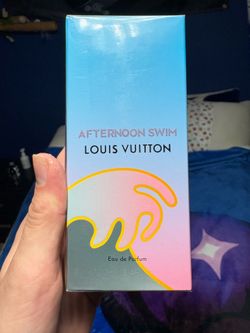 AFTERNOON SWIM
LOUIS VUITTON
Eau de Parfum